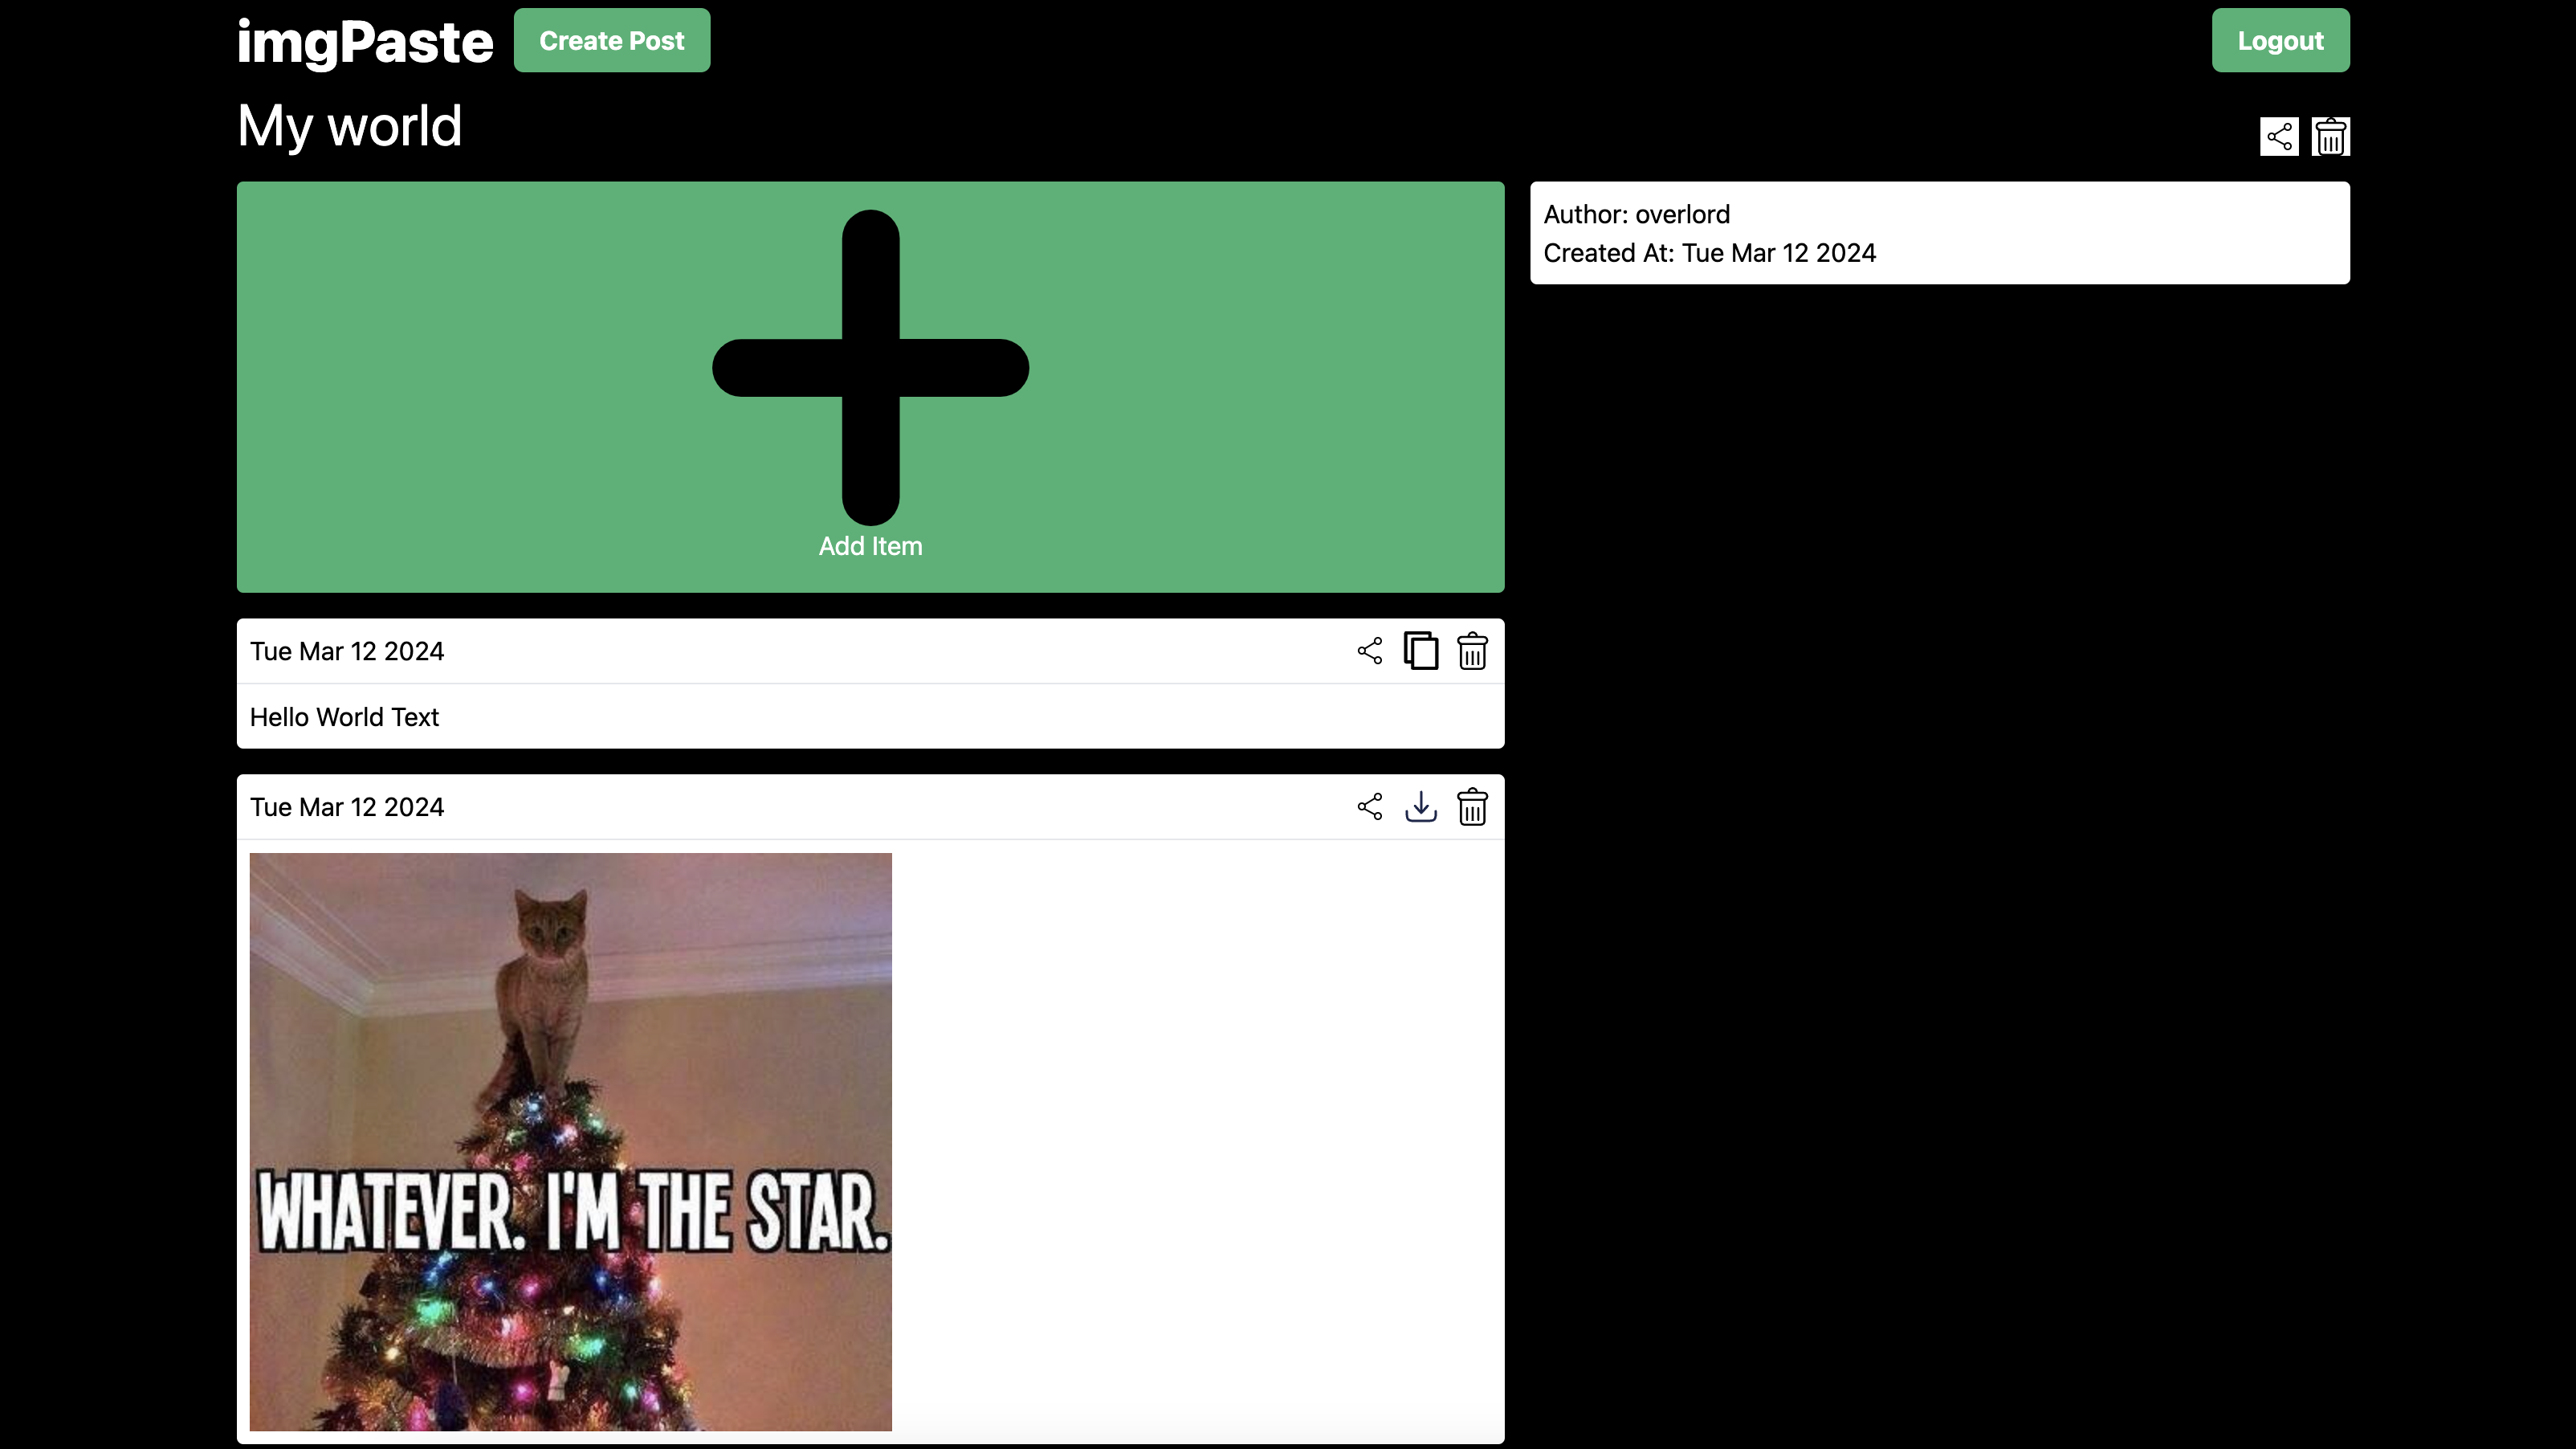 imgPaste
Create Post
Logout
My world
Add Item
Author: overlord
Created At: Tue Mar 12 2024
Tue Mar 12 2024
Hello World Text
Tue Mar 12 2024
WHATEVER. I'M THE STAR.